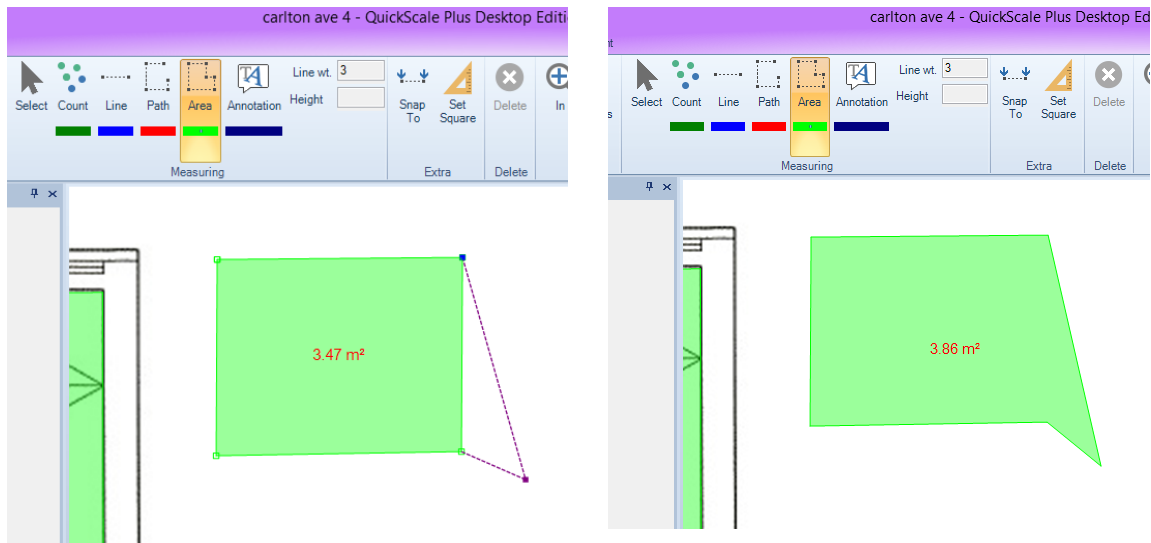 carlton ave 4 - QuickScale Plus Desktop Editi
Select Count Line Path Area Annotation
Line wt. 3
Height
Snap To
Set Square
Delete
In
Measuring Extra Delete
3.47 m²
carlton ave 4 - QuickScale Plus Desktop Ed
Select Count Line Path Area Annotation
Line wt. 3
Height
Snap To
Set Square
Delete
s
Measuring Extra Delete
3.86 m²